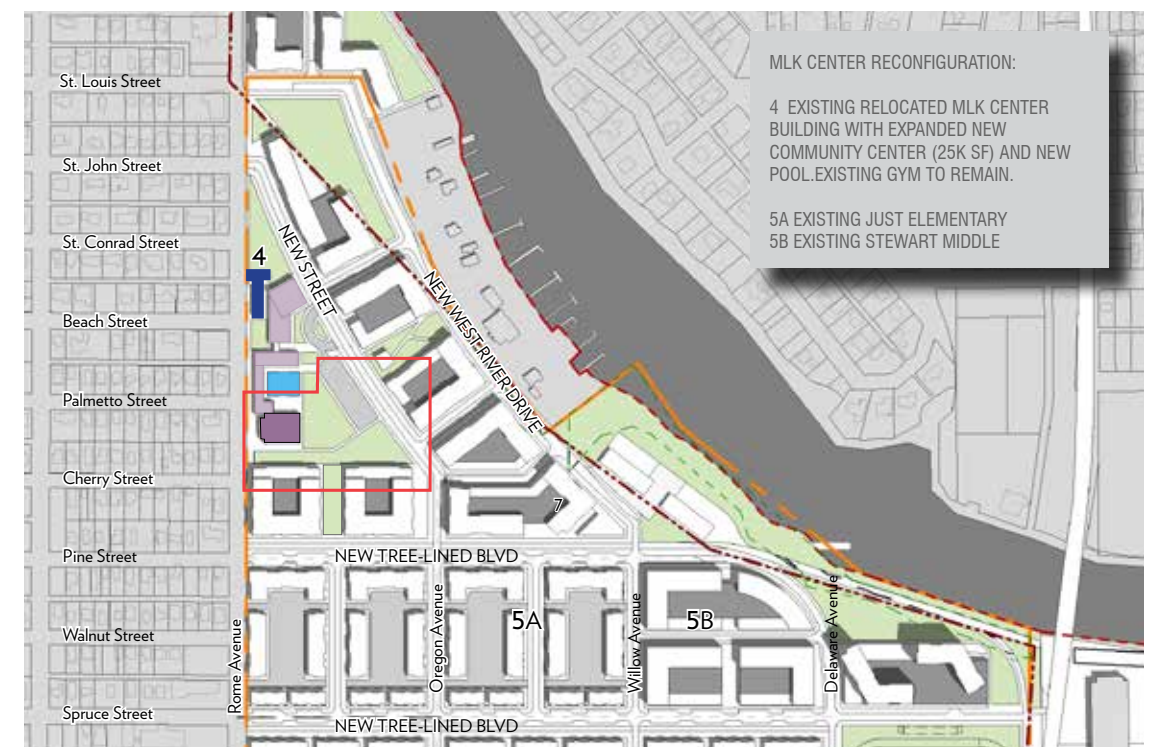 MLK CENTER RECONFIGURATION:
4 EXISTING RELOCATED MLK CENTER
BUILDING WITH EXPANDED NEW
COMMUNITY CENTER (25K SF) AND NEW
POOL.EXISTING GYM TO REMAIN.
5A EXISTING JUST ELEMENTARY
5B EXISTING STEWART MIDDLE
St. Louis Street
St. John Street
St. Conrad Street
4
NEW STREET
Beach Street
NEW WEST RIVER DRIVE
Palmetto Street
Cherry Street
7
Pine Street
NEW TREE-LINED BLVD
Walnut Street
Rome Avenue
Oregon Avenue
5A
Willow Avenue
5B
Delaware Avenue
Spruce Street
NEW TREE-LINED BLVD